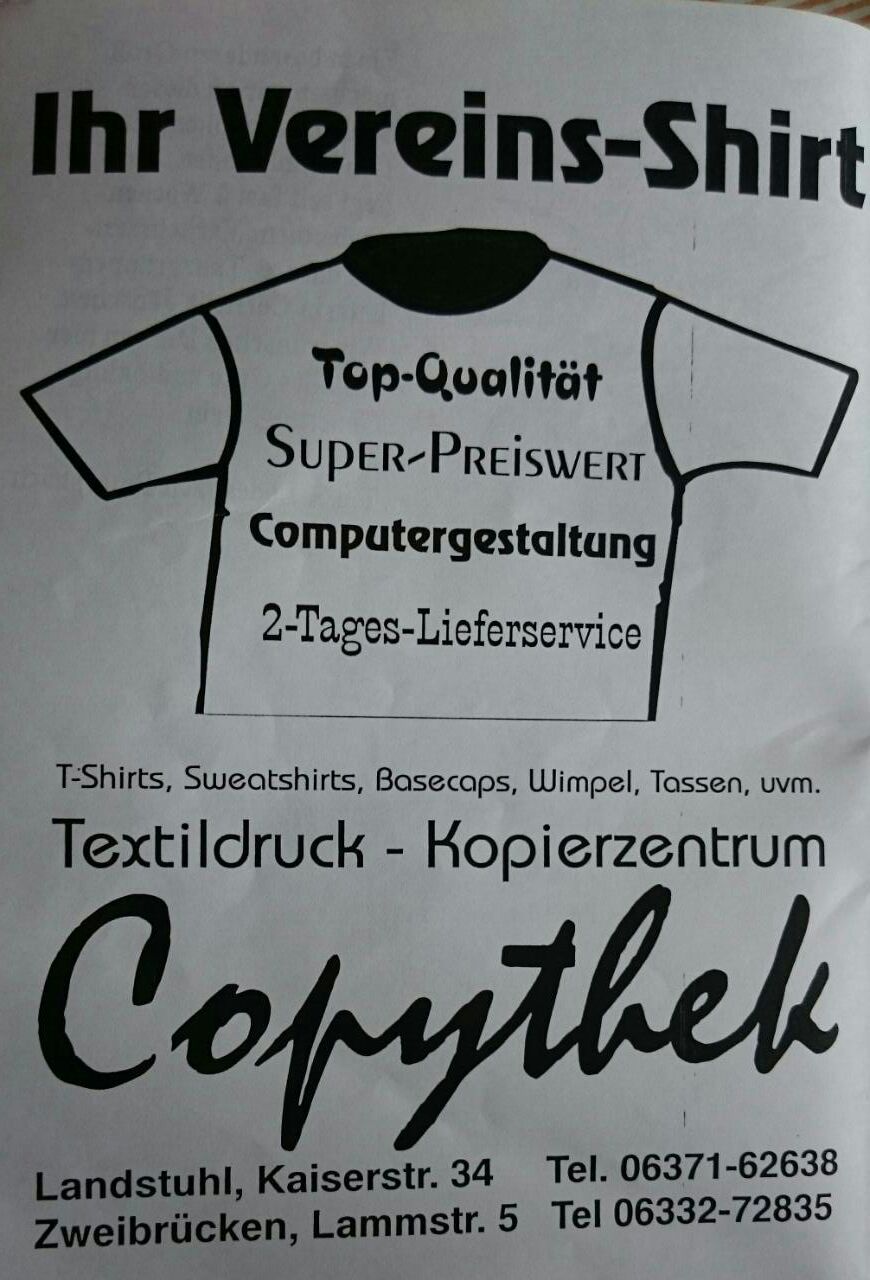 Ihr Vereins-Shirt
Top-Qualität
Super-Preiswert
Computergestaltung
2-Tages-Lieferservice
T-Shirts, Sweatshirts, Basecaps, Wimpel, Tassen, uvm.
Textildruck - Kopierzentrum
Copythek
Landstuhl, Kaiserstr. 34 Tel. 06371-62638
Zweibrücken, Lammstr. 5 Tel 06332-72835